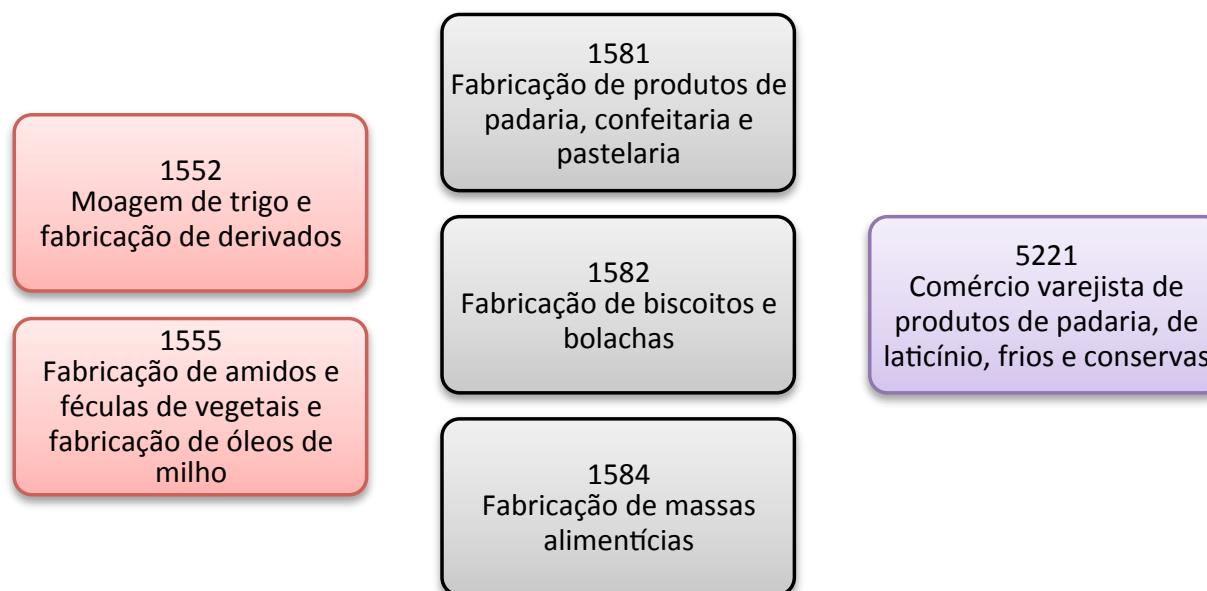 1552
Moagem de trigo e
fabricação de derivados
1555
Fabricação de amidos e
féculas de vegetais e
fabricação de óleos de
milho
1581
Fabricação de produtos de
padaria, confeitaria e
pastelaria
1582
Fabricação de biscoitos e
bolachas
1584
Fabricação de massas
alimentícias
5221
Comércio varejista de
produtos de padaria, de
laticínio, frios e conservas